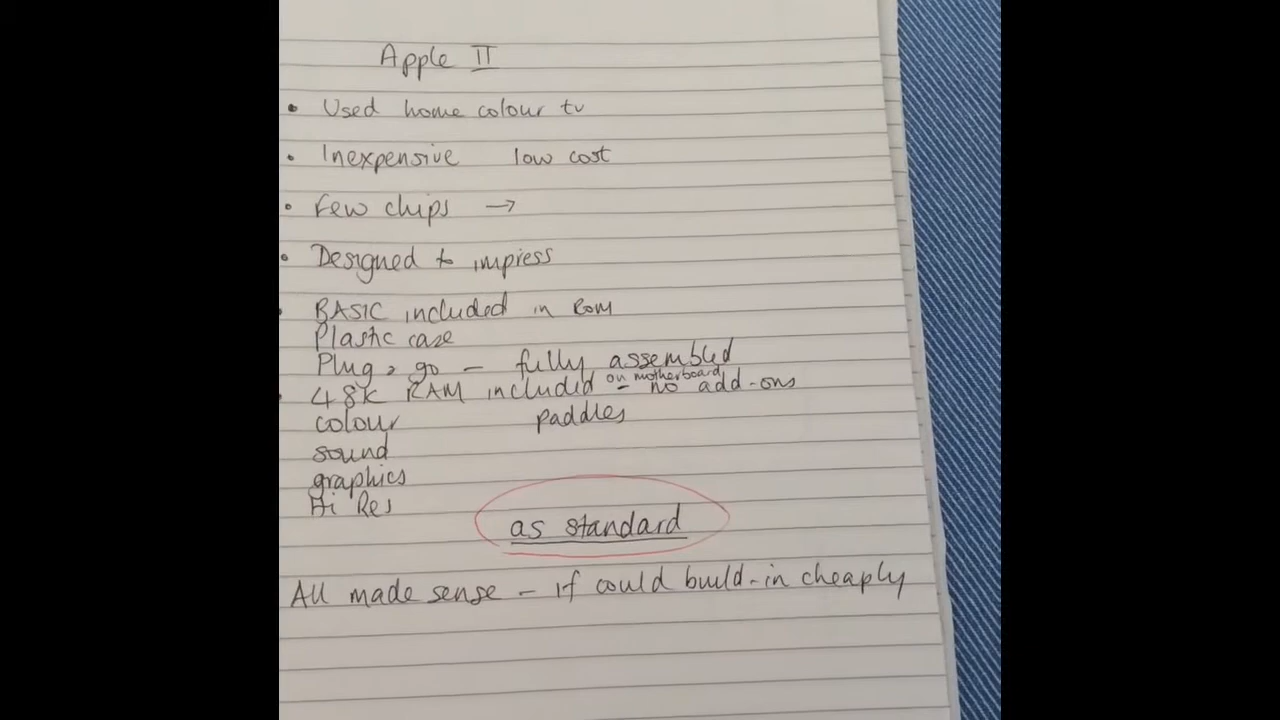 Apple II
• Used home colour tv
• Inexpensive low cost
• Few chips →
• Designed to impress
• BASIC included in ROM
Plastic case
Plug > go – fully assembled
on motherboard
• 48K RAM included – no add-ons
colour paddles
sound
graphics
Hi Res
as standard
All made sense – if could build-in cheaply